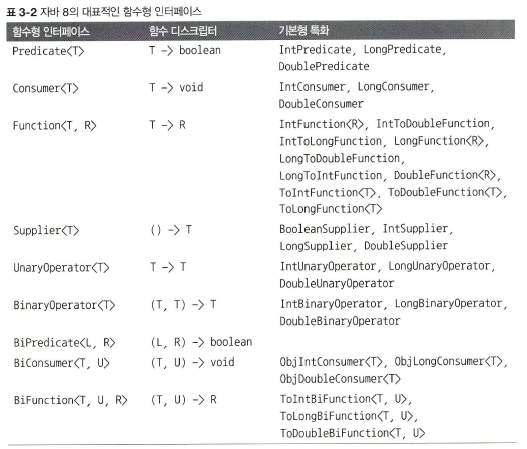 표 3-2 자바 8의 대표적인 함수형 인터페이스
함수형 인터페이스 함수 디스크립터 기본형 특화
Predicate<T> T -> boolean IntPredicate, LongPredicate,
DoublePredicate
Consumer<T> T -> void IntConsumer, LongConsumer,
DoubleConsumer
Function<T, R> T -> R IntFunction<R>, IntToDoubleFunction,
IntToLongFunction, LongFunction<R>,
LongToDoubleFunction,
LongToIntFunction, DoubleFunction<R>,
ToIntFunction<T>, ToDoubleFunction<T>,
ToLongFunction<T>
Supplier<T> () -> T BooleanSupplier, IntSupplier,
LongSupplier, DoubleSupplier
UnaryOperator<T> T -> T IntUnaryOperator, LongUnaryOperator,
DoubleUnaryOperator
BinaryOperator<T> (T, T) -> T IntBinaryOperator, LongBinaryOperator,
DoubleBinaryOperator
BiPredicate<L, R> (L, R) -> boolean
BiConsumer<T, U> (T, U) -> void ObjIntConsumer<T>, ObjLongConsumer<T>,
ObjDoubleConsumer<T>
BiFunction<T, U, R> (T, U) -> R ToIntBiFunction<T, U>,
ToLongBiFunction<T, U>,
ToDoubleBiFunction<T, U>